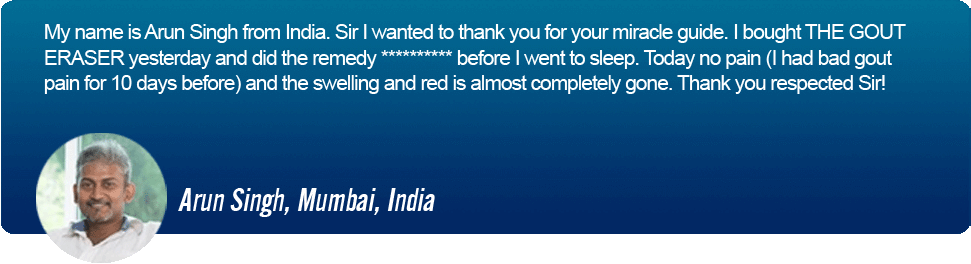 My name is Arun Singh from India. Sir I wanted to thank you for your miracle guide. I bought THE GOUT
ERASER yesterday and did the remedy ********** before I went to sleep. Today no pain (I had bad gout
pain for 10 days before) and the swelling and red is almost completely gone. Thank you respected Sir!
Arun Singh, Mumbai, India